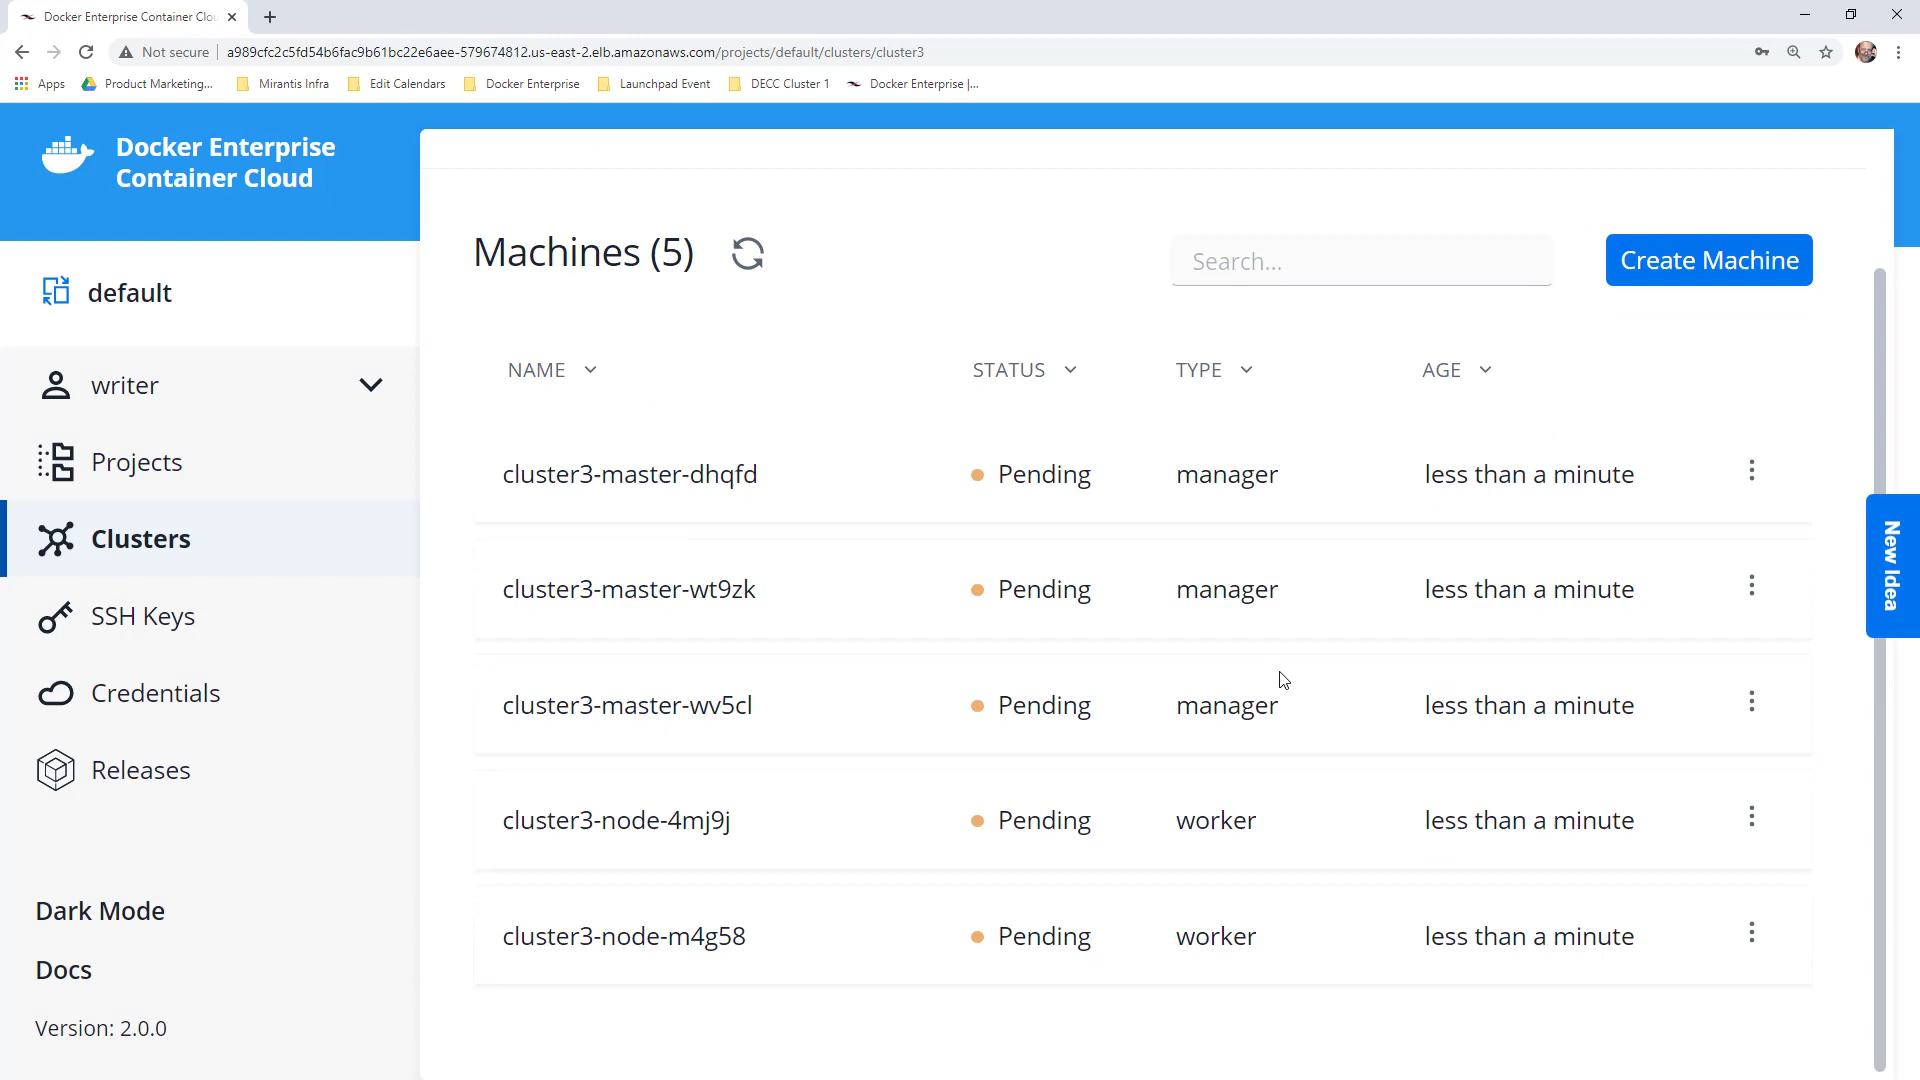 Docker Enterprise Container Clou
Not secure
a989cfc2c5fd54b6fac9b61bc22e6aee-579674812.us-east-2.elb.amazonaws.com/projects/default/clusters/cluster3
Apps
Product Marketing...
Mirantis Infra
Edit Calendars
Docker Enterprise
Launchpad Event
DECC Cluster 1
Docker Enterprise |...
Docker Enterprise
Container Cloud
default
writer
Projects
Clusters
SSH Keys
Credentials
Releases
Dark Mode
Docs
Version: 2.0.0
Machines (5)
Search...
Create Machine
NAME STATUS TYPE AGE
cluster3-master-dhqfd Pending manager less than a minute
cluster3-master-wt9zk Pending manager less than a minute
cluster3-master-wv5cl Pending manager less than a minute
cluster3-node-4mj9j Pending worker less than a minute
cluster3-node-m4g58 Pending worker less than a minute
New Idea